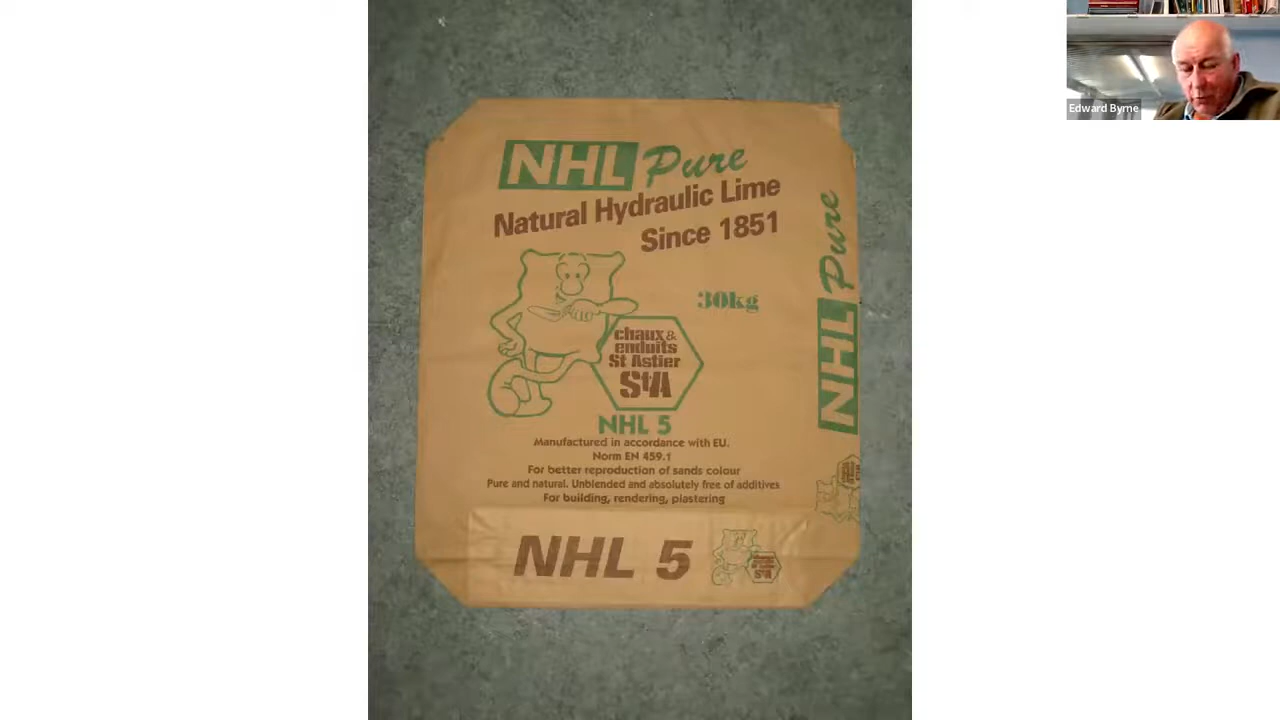 NHL Pure
Natural Hydraulic Lime
Since 1851
30kg
chaux &
enduits
St Astier
StA
NHL 5
Manufactured in accordance with EU.
Norm EN 459.1
For better reproduction of sands colour
Pure and natural. Unblended and absolutely free of additives
For building, rendering, plastering
NHL 5
NHL Pure
Edward Byrne